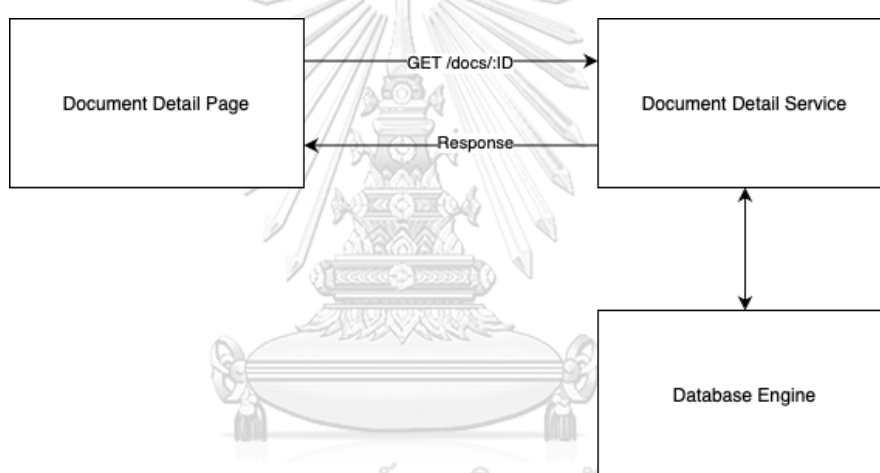 GET /docs/:ID
Document Detail Page
Document Detail Service
Response
Database Engine